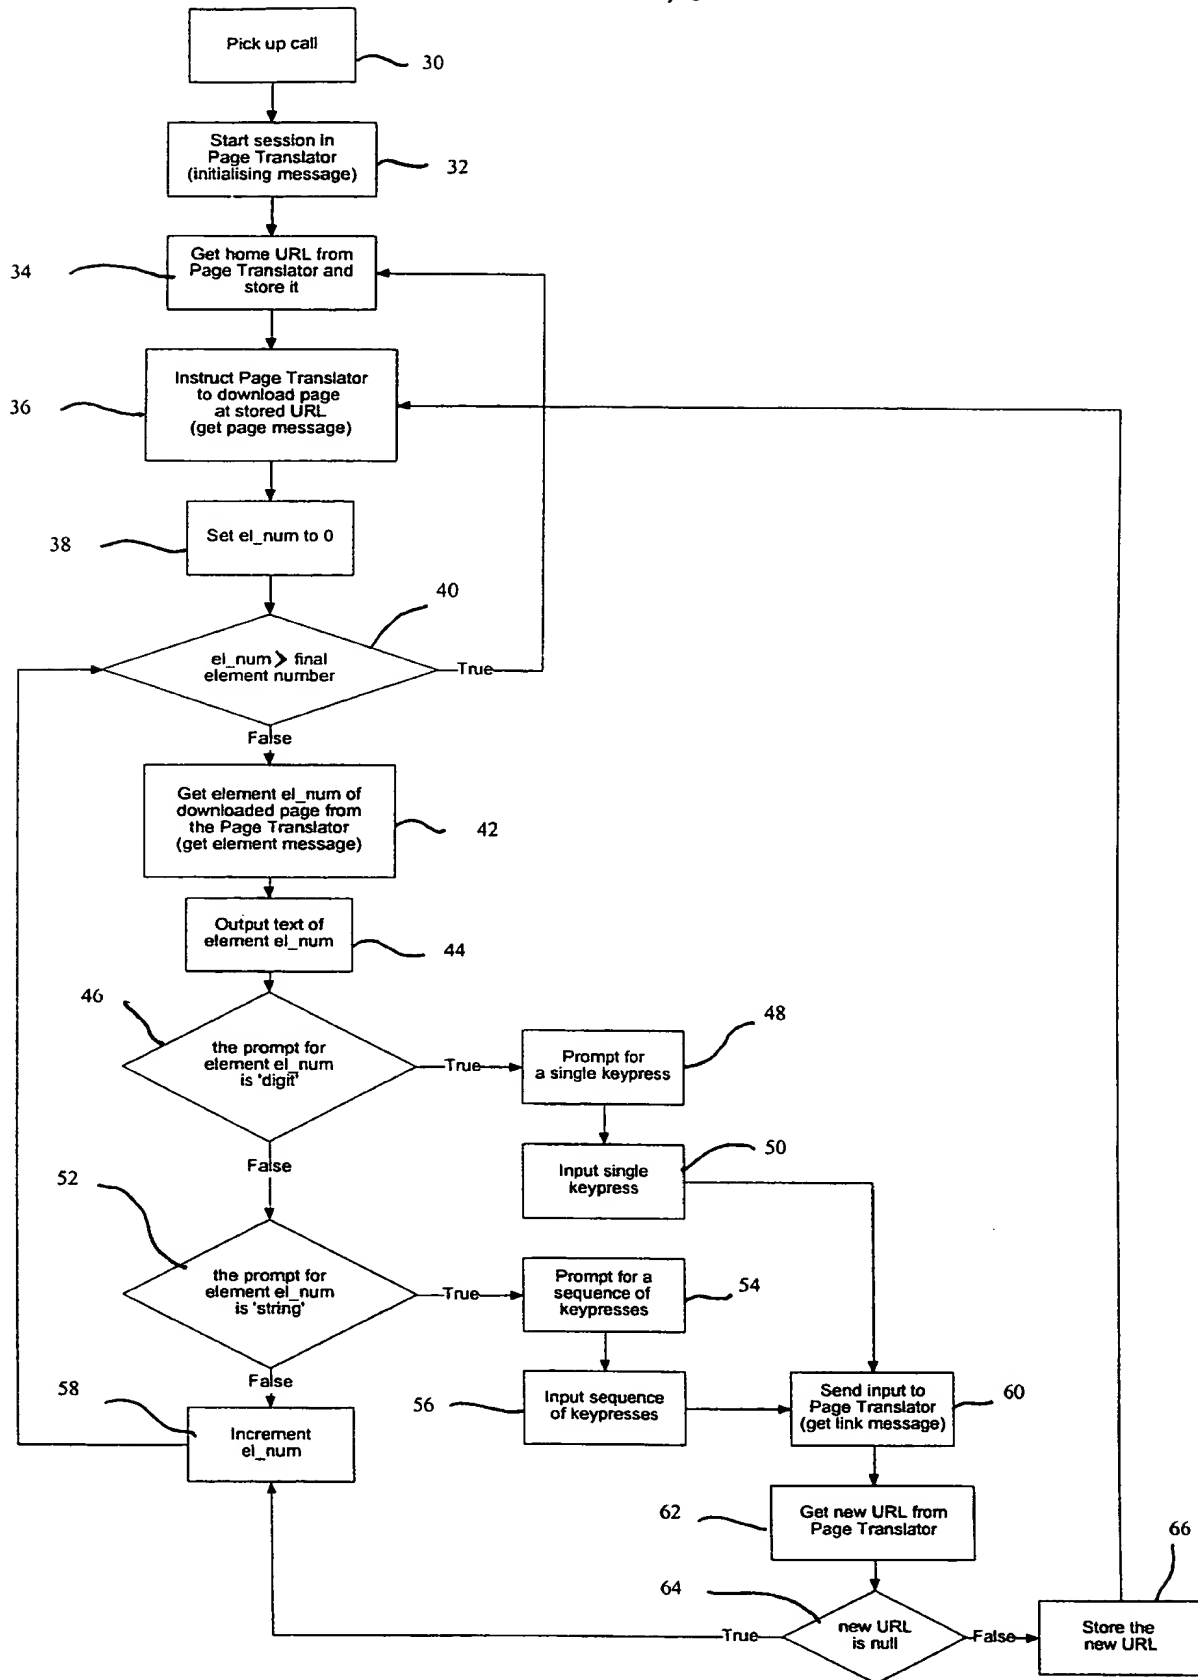 Pick up call
30
Start session in
Page Translator
(initialising message)
32
Get home URL from
Page Translator and
store it
34
Instruct Page Translator
to download page
at stored URL
(get page message)
36
Set el_num to 0
38
40
el_num > final
element number
True
False
Get element el_num of
downloaded page from
the Page Translator
(get element message)
42
Output text of
element el_num
44
46
the prompt for
element el_num
is 'digit'
True
48
Prompt for
a single keypress
False
50
Input single
keypress
52
the prompt for
element el_num
is 'string'
True
Prompt for a
sequence of
keypresses
54
False
58
Increment
el_num
56
Input sequence
of keypresses
Send input to
Page Translator
(get link message)
60
62
Get new URL from
Page Translator
64
new URL
is null
True
False
66
Store the
new URL